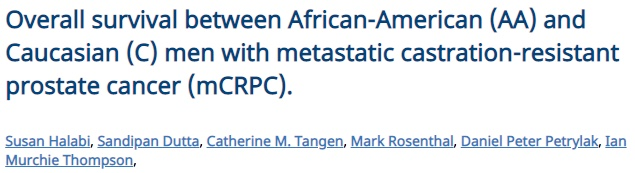 Overall survival between African-American (AA) and
Caucasian (C) men with metastatic castration-resistant
prostate cancer (mCRPC).
Susan Halabi, Sandipan Dutta, Catherine M. Tangen, Mark Rosenthal, Daniel Peter Petrylak, Ian
Murchie Thompson,